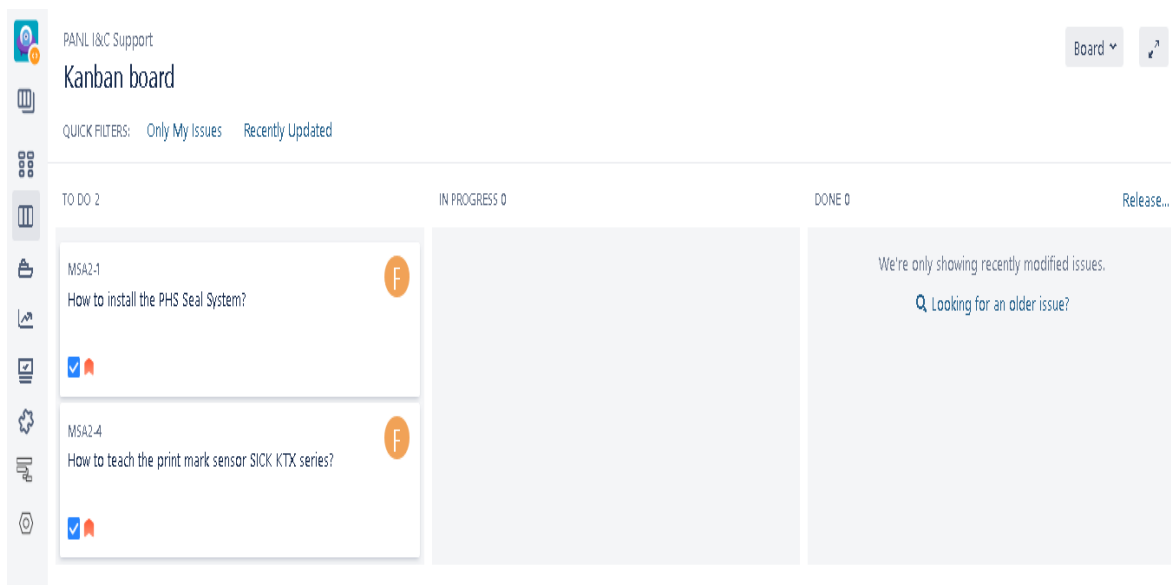 PANL I&C Support
Board
Kanban board
QUICK FILTERS: Only My Issues Recently Updated
TO DO 2
IN PROGRESS 0
DONE 0
Release...
MSA2-1
F
How to install the PHS Seal System?
MSA2-4
F
How to teach the print mark sensor SICK KTX series?
We're only showing recently modified issues.
Looking for an older issue?